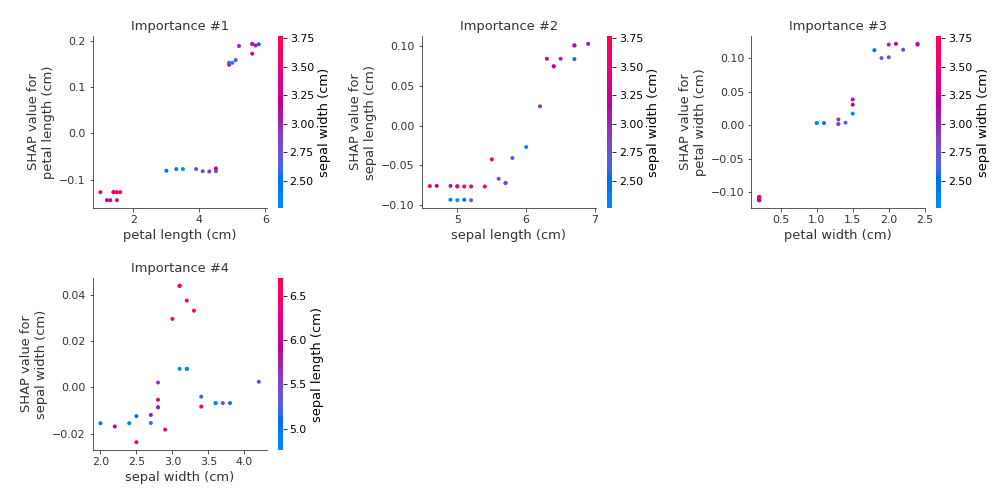 Importance #1
SHAP value for
petal length (cm)
0.2
0.1
0.0
−0.1
2
4
6
petal length (cm)
3.75
3.50
3.25
3.00
2.75
2.50
sepal width (cm)
Importance #2
SHAP value for
sepal length (cm)
0.10
0.05
0.00
−0.05
−0.10
5
6
7
sepal length (cm)
3.75
3.50
3.25
3.00
2.75
2.50
sepal width (cm)
Importance #3
SHAP value for
petal width (cm)
0.10
0.05
0.00
−0.05
−0.10
0.5
1.0
1.5
2.0
2.5
petal width (cm)
3.75
3.50
3.25
3.00
2.75
2.50
sepal width (cm)
Importance #4
SHAP value for
sepal width (cm)
0.04
0.02
0.00
−0.02
2.0
2.5
3.0
3.5
4.0
sepal width (cm)
6.5
6.0
5.5
5.0
sepal length (cm)